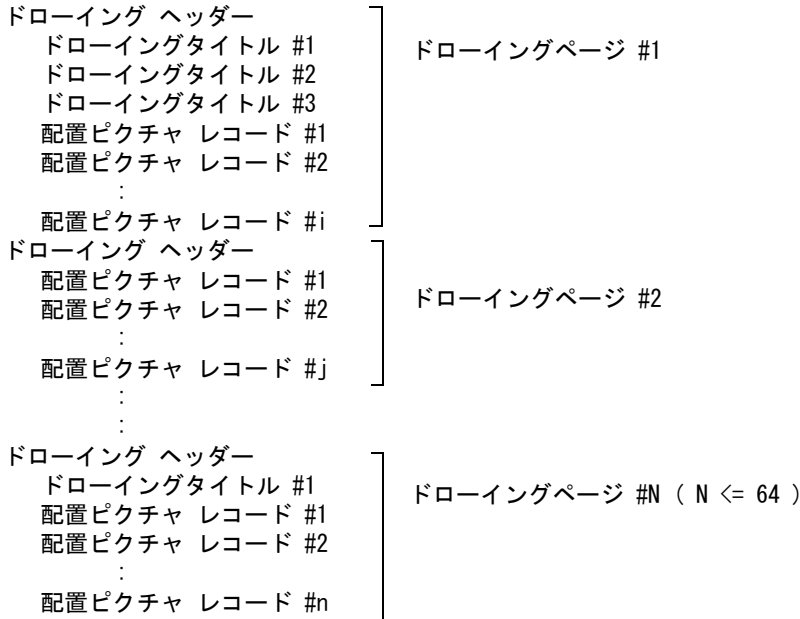 ドローイング ヘッダー
ドローイングタイトル #1
ドローイングタイトル #2
ドローイングタイトル #3
配置ピクチャ レコード #1
配置ピクチャ レコード #2
:
配置ピクチャ レコード #i
ドローイングページ #1
ドローイング ヘッダー
配置ピクチャ レコード #1
配置ピクチャ レコード #2
:
配置ピクチャ レコード #j
ドローイングページ #2
:
:
ドローイング ヘッダー
ドローイングタイトル #1
配置ピクチャ レコード #1
配置ピクチャ レコード #2
:
配置ピクチャ レコード #n
ドローイングページ #N ( N <= 64 )